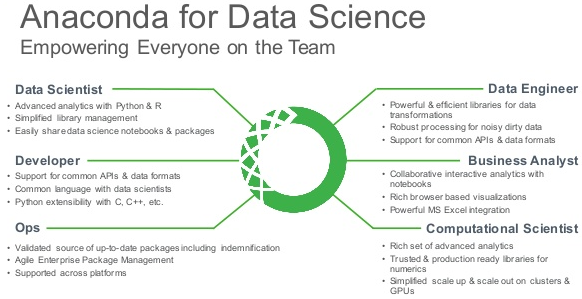 Anaconda for Data Science
Empowering Everyone on the Team
Data Scientist
• Advanced analytics with Python & R
• Simplified library management
• Easily share data science notebooks & packages
Developer
• Support for common APIs & data formats
• Common language with data scientists
• Python extensibility with C, C++, etc.
Ops
• Validated source of up-to-date packages including indemnification
• Agile Enterprise Package Management
• Supported across platforms
Data Engineer
• Powerful & efficient libraries for data
transformations
• Robust processing for noisy dirty data
• Support for common APIs & data formats
Business Analyst
• Collaborative interactive analytics with
notebooks
• Rich browser based visualizations
• Powerful MS Excel integration
Computational Scientist
• Rich set of advanced analytics
• Trusted & production ready libraries for
numerics
• Simplified scale up & scale out on clusters &
GPUs